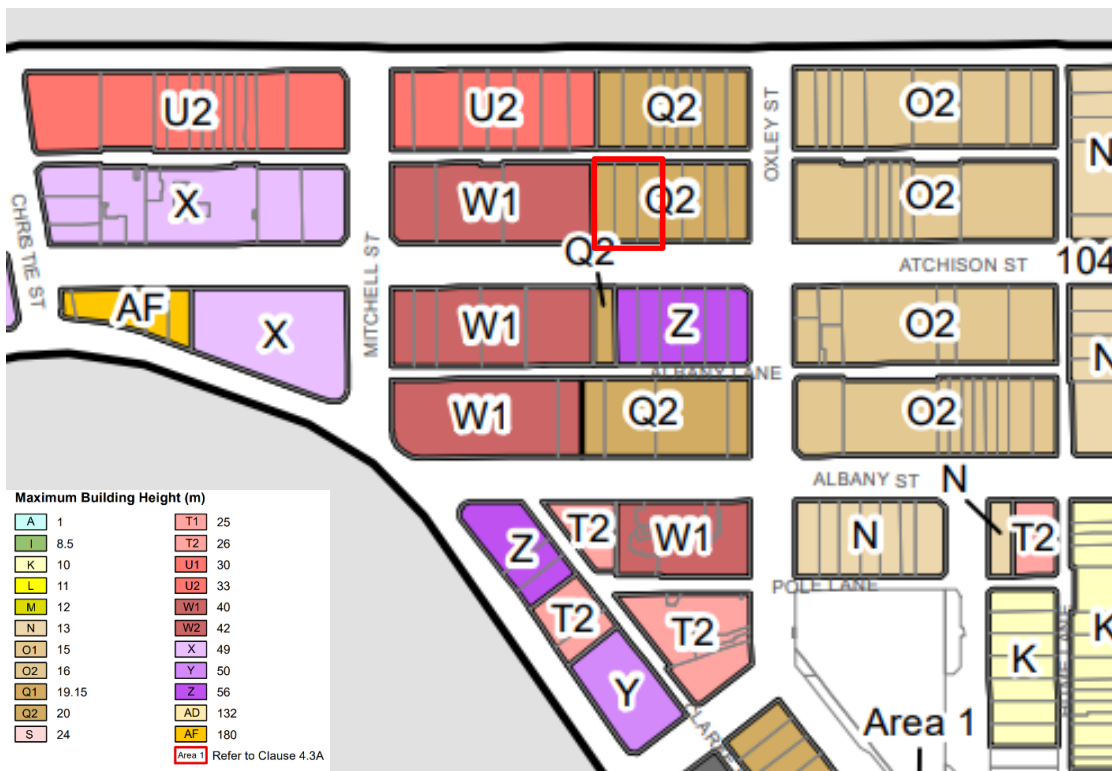 U2
U2
Q2
O2
N
OXLEY ST
X
W1
Q2
O2
CHRISTIE ST
MITCHELL ST
Q2
ATCHISON ST
104
AF
X
W1
Z
O2
N
ALBANY LANE
W1
Q2
O2
ALBANY ST
N
Z
T2
W1
N
T2
POLE LANE
T2
T2
K
K
HUME LANE
Y
Area 1
Maximum Building Height (m)
A 1
I 8.5
K 10
L 11
M 12
N 13
O1 15
O2 16
Q1 19.15
Q2 20
S 24
T1 25
T2 26
U1 30
U2 33
W1 40
W2 42
X 49
Y 50
Z 56
AD 132
AF 180
Area 1 Refer to Clause 4.3A